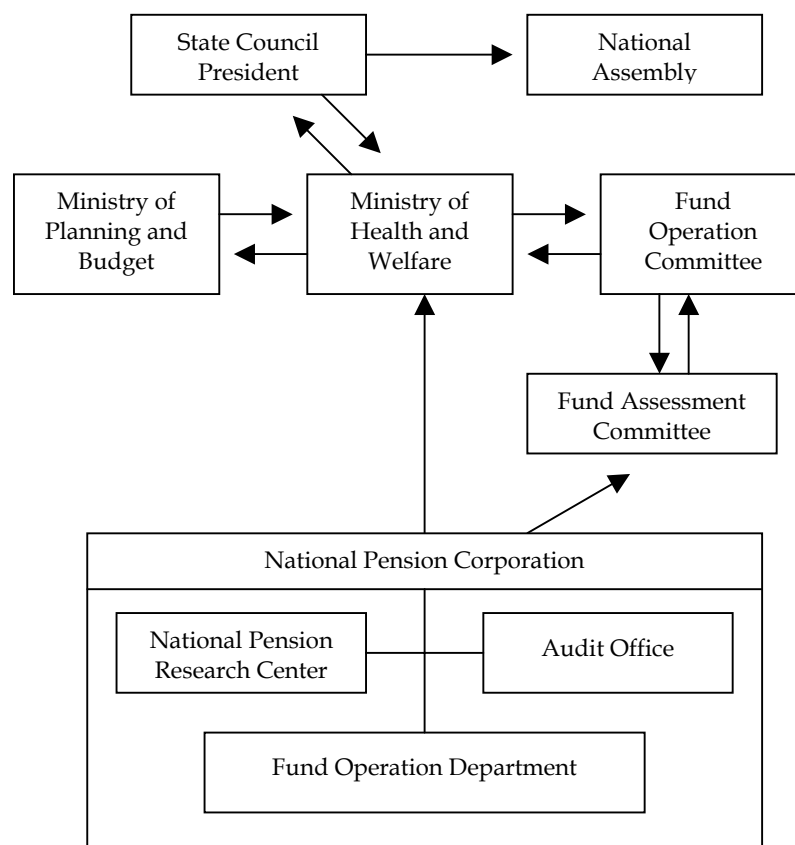 State Council
President
National
Assembly
Ministry of
Planning and
Budget
Ministry of
Health and
Welfare
Fund
Operation
Committee
Fund Assessment
Committee
National Pension Corporation
National Pension
Research Center
Audit Office
Fund Operation Department